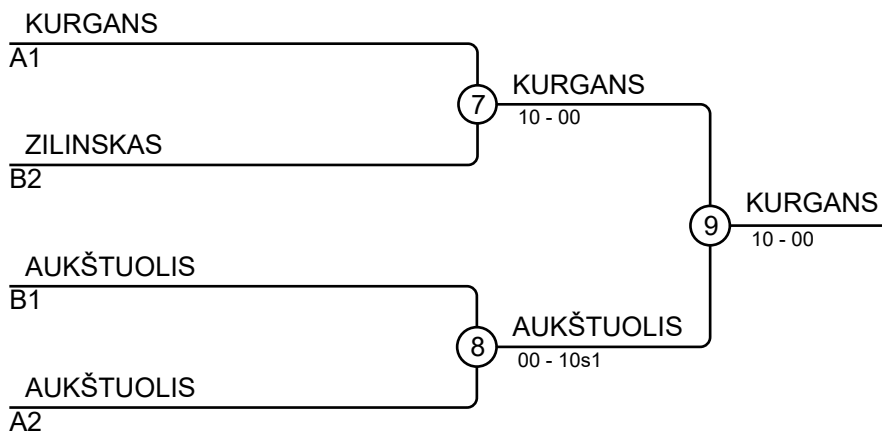 KURGANS
A1
7
KURGANS
10 - 00
ZILINSKAS
B2
9
KURGANS
10 - 00
AUKŠTUOLIS
B1
8
AUKŠTUOLIS
00 - 10s1
AUKŠTUOLIS
A2